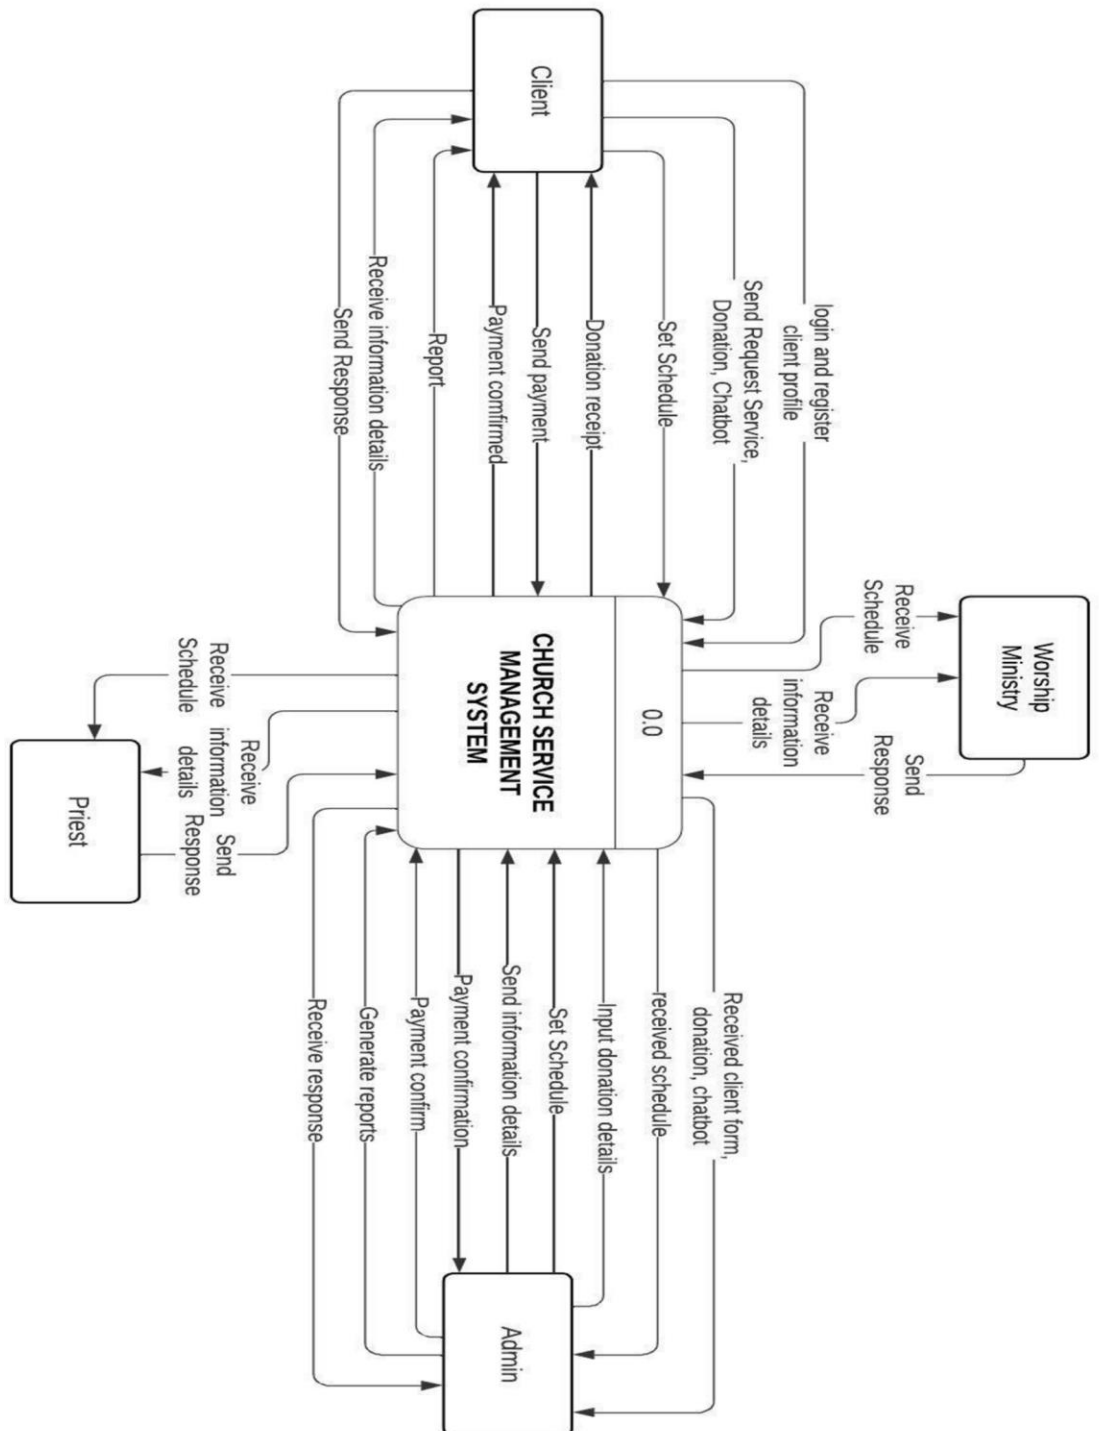 Worship
Ministry
login and register
client profile
Send Request Service,
Donation, Chatbot
Receive
Schedule
Receive
information
details
Send
Response
Received client form,
donation, chatbot
Set Schedule
received schedule
Client
Donation receipt
Send payment
Payment comfirmed
Report
Receive information details
Send Response
0.0
CHURCH SERVICE
MANAGEMENT
SYSTEM
Input donation details
Set Schedule
Send information details
Payment confirmation
Payment confirm
Generate reports
Receive response
Admin
Receive
Schedule
Receive
information
details
Send
Response
Priest